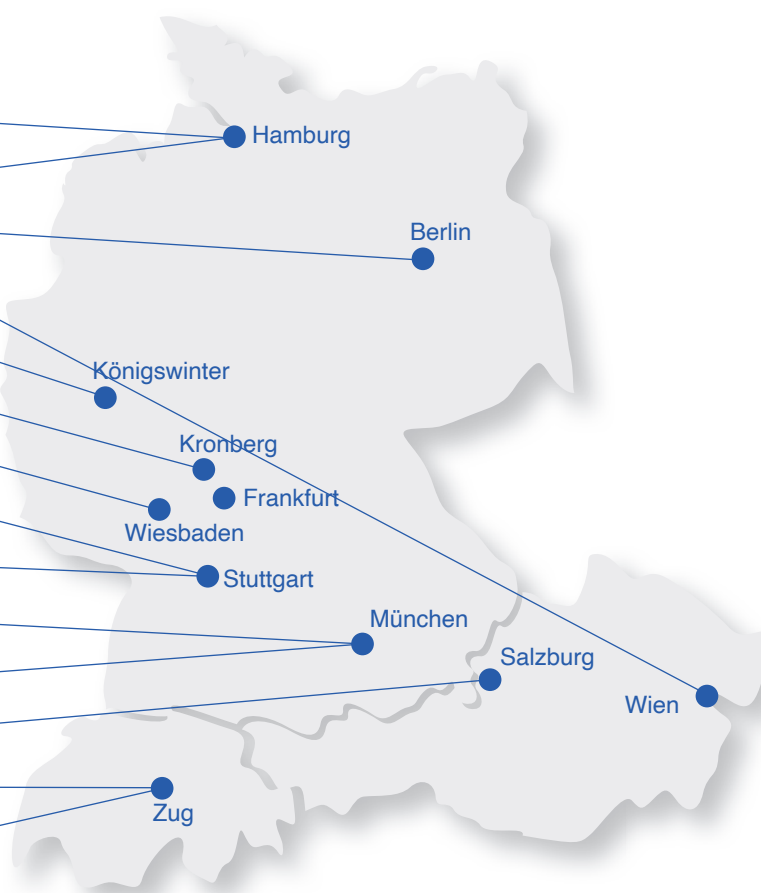 Hamburg
Berlin
Königswinter
Kronberg
Frankfurt
Wiesbaden
Stuttgart
München
Salzburg
Wien
Zug